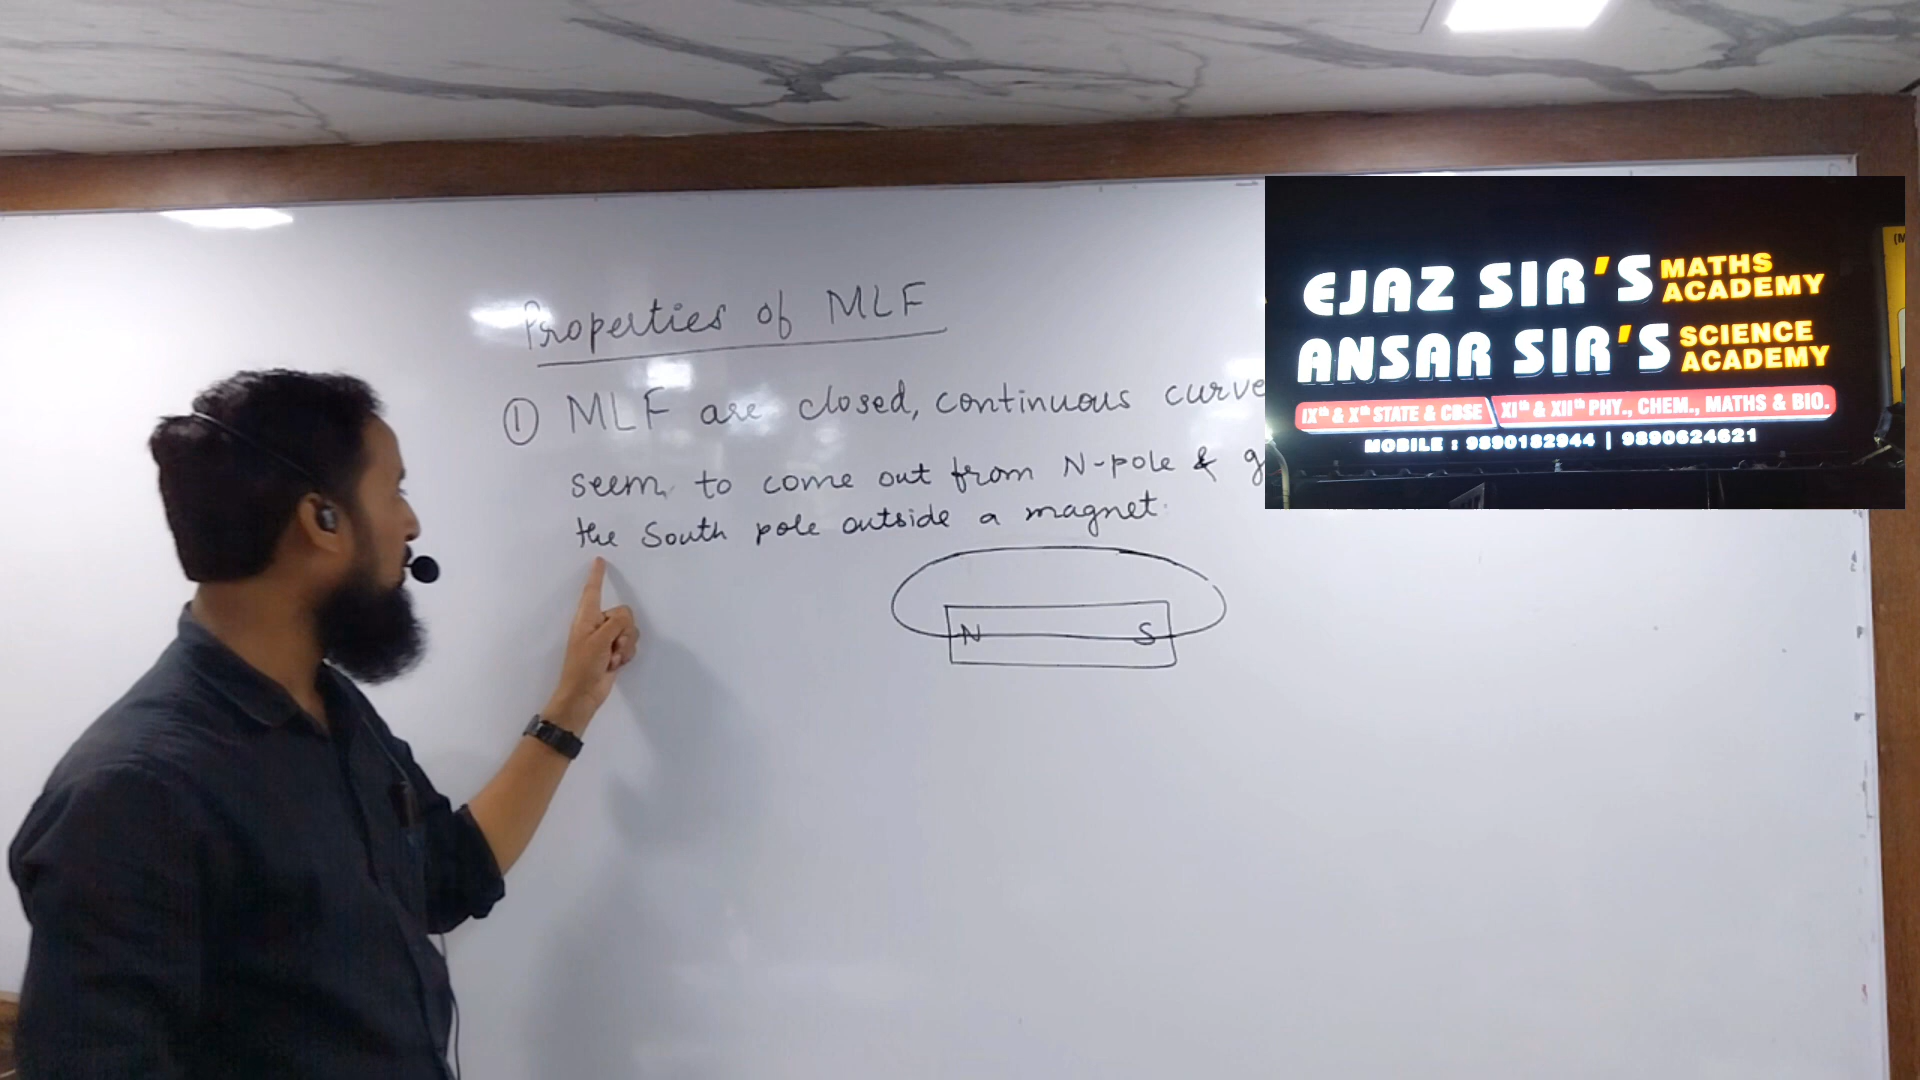 Properties of MLF
① MLF are closed, continuous curve
seem to come out from N-pole & g
the South pole outside a magnet.
N S
EJAZ SIR'S MATHS ACADEMY
ANSAR SIR'S SCIENCE ACADEMY
IXth & Xth STATE & CBSE XIth & XIIth PHY., CHEM., MATHS & BIO.
MOBILE : 9890182944 | 9890624621